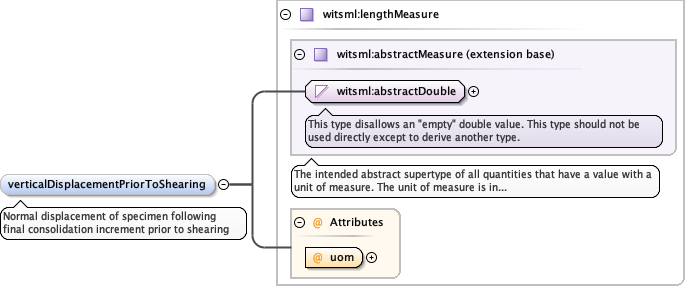 witsml:lengthMeasure
witsml:abstractMeasure (extension base)
witsml:abstractDouble
This type disallows an "empty" double value. This type should not be
used directly except to derive another type.
The intended abstract supertype of all quantities that have a value with a
unit of measure. The unit of measure is in...
verticalDisplacementPriorToShearing
Normal displacement of specimen following
final consolidation increment prior to shearing
@ Attributes
@ uom